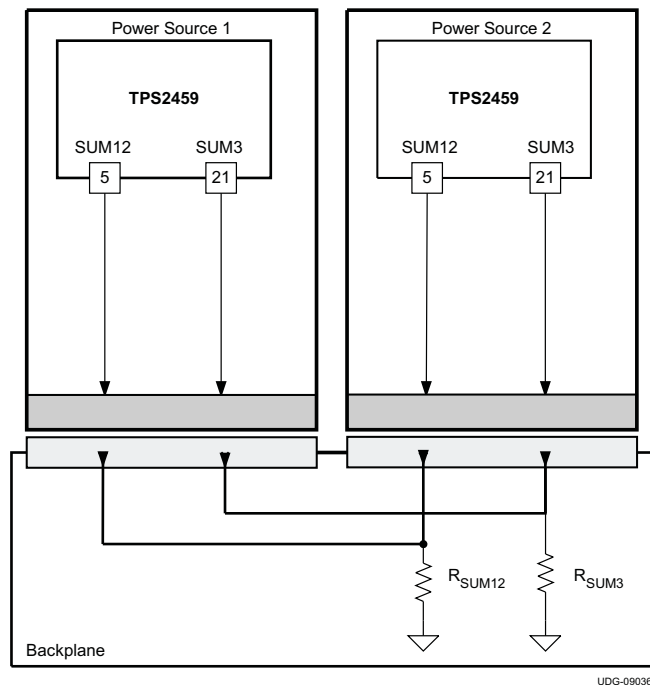 Power Source 1
Power Source 2
TPS2459
TPS2459
SUM12 SUM3
SUM12 SUM3
5 21
5 21
RSUM12
RSUM3
Backplane
UDG-09036